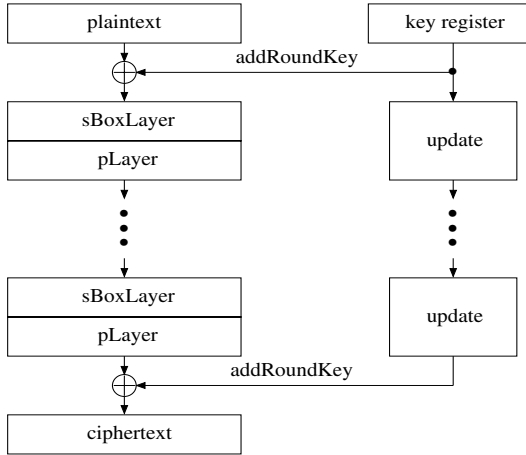 plaintext
key register
addRoundKey
sBoxLayer
pLayer
update
sBoxLayer
pLayer
update
addRoundKey
ciphertext